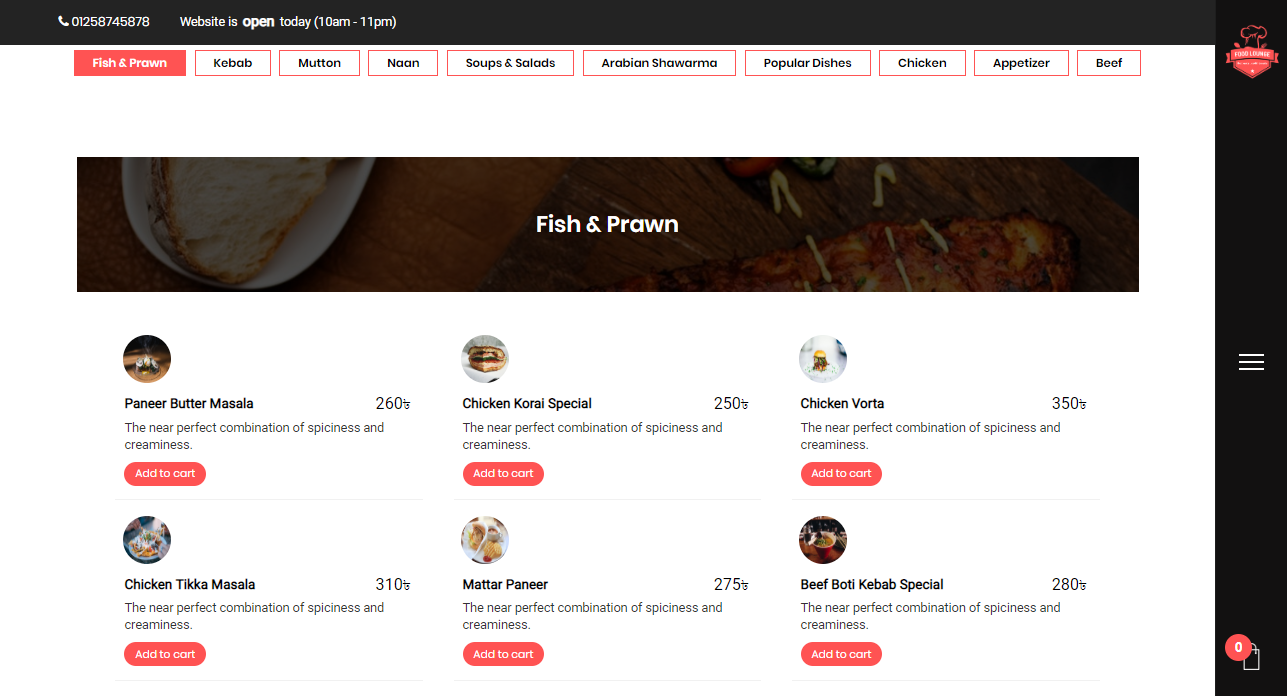 01258745878 Website is open today (10am - 11pm)
FOOD LOUNGE
Fish & Prawn Kebab Mutton Naan Soups & Salads Arabian Shawarma Popular Dishes Chicken Appetizer Beef
Fish & Prawn
Paneer Butter Masala 260৳
The near perfect combination of spiciness and
creaminess.
Add to cart
Chicken Korai Special 250৳
The near perfect combination of spiciness and
creaminess.
Add to cart
Chicken Vorta 350৳
The near perfect combination of spiciness and
creaminess.
Add to cart
Chicken Tikka Masala 310৳
The near perfect combination of spiciness and
creaminess.
Add to cart
Mattar Paneer 275৳
The near perfect combination of spiciness and
creaminess.
Add to cart
Beef Boti Kebab Special 280৳
The near perfect combination of spiciness and
creaminess.
Add to cart
0